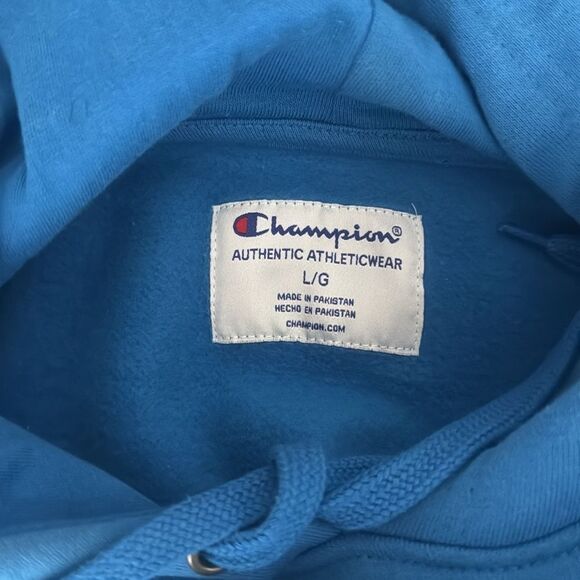 Champion®
AUTHENTIC ATHLETICWEAR
L/G
MADE IN PAKISTAN
HECHO EN PAKISTAN
CHAMPION.COM